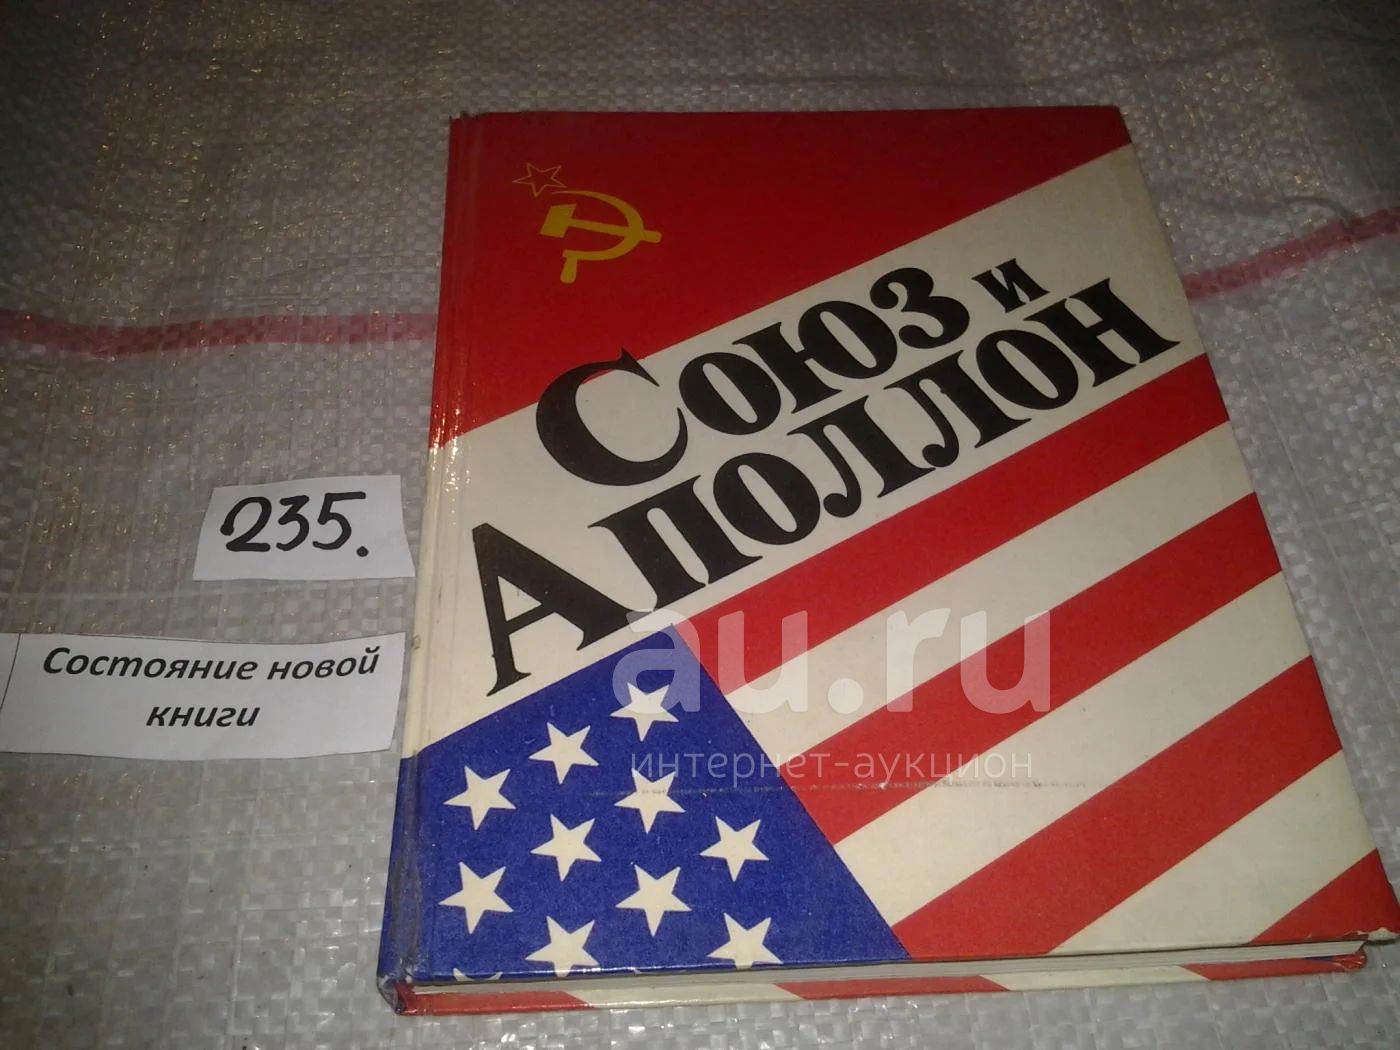 Союз и
Аполлон
235.
Состояние новой
книги
au.ru
интернет-аукцион